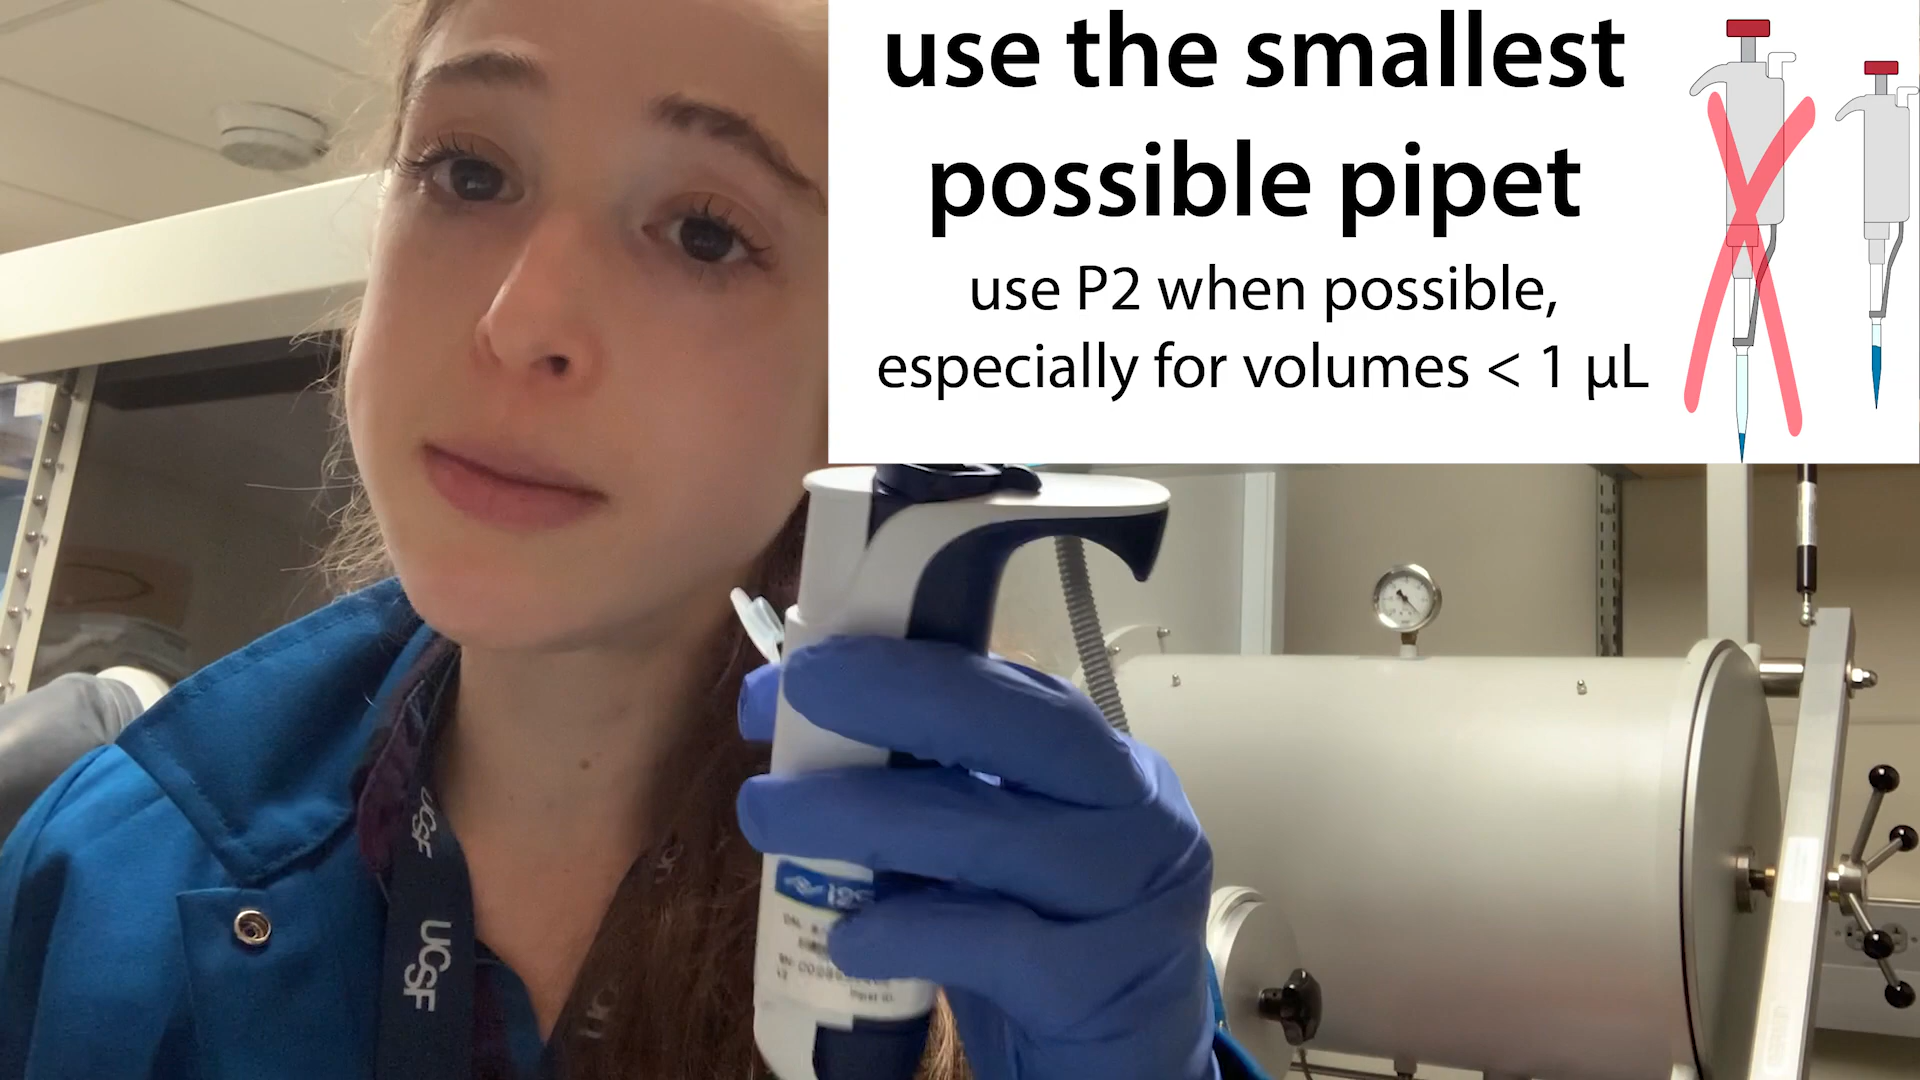 use the smallest
possible pipet
use P2 when possible,
especially for volumes < 1 µL
UCSF
UCSF